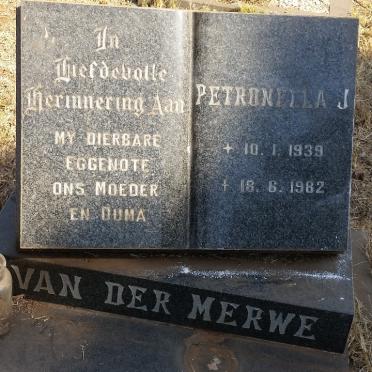 In
Liefdevolle
Herinnering Aan
MY DIERBARE
EGGENOTE
ONS MOEDER
EN OUMA
PETRONELLA J
+ 10. 1. 1939
+ 18. 6. 1982
VAN DER MERWE